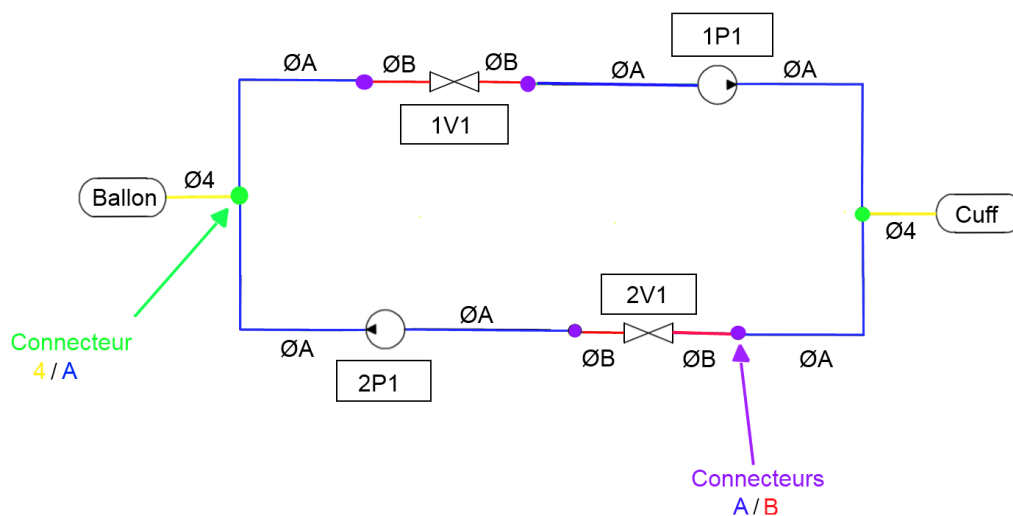 1P1
ØA
ØB
ØB
ØA
ØA
1V1
Ballon
Ø4
Cuff
Ø4
2V1
ØA
ØA
2P1
ØB
ØB
ØA
Connecteur
4 / A
Connecteurs
A / B